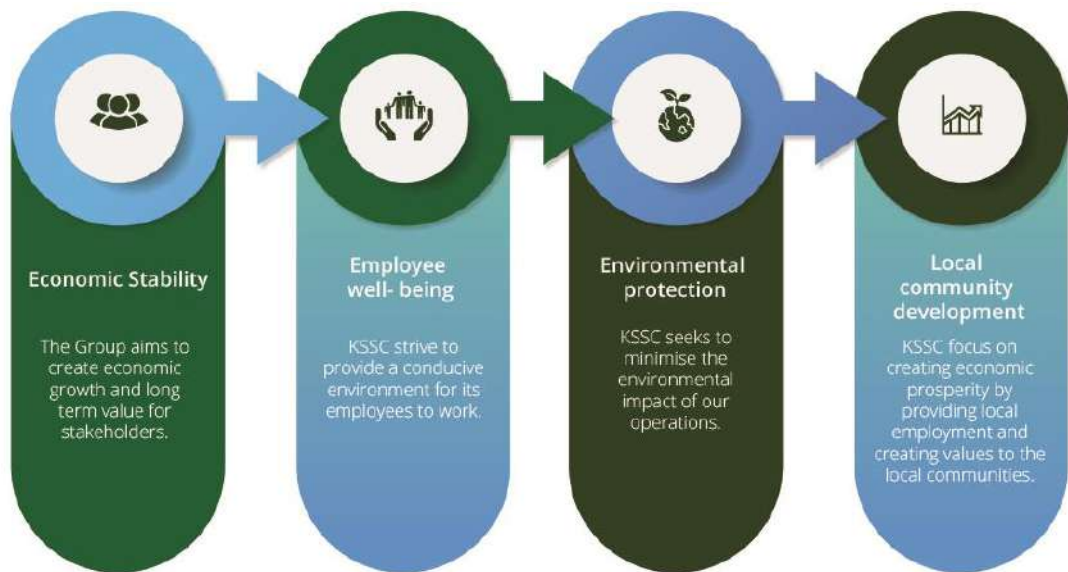 Economic Stability
The Group aims to
create economic
growth and long
term value for
stakeholders.
Employee
well- being
KSSC strive to
provide a conducive
environment for its
employees to work.
Environmental
protection
KSSC seeks to
minimise the
environmental
impact of our
operations.
Local
community
development
KSSC focus on
creating economic
prosperity by
providing local
employment and
creating values to the
local communities.